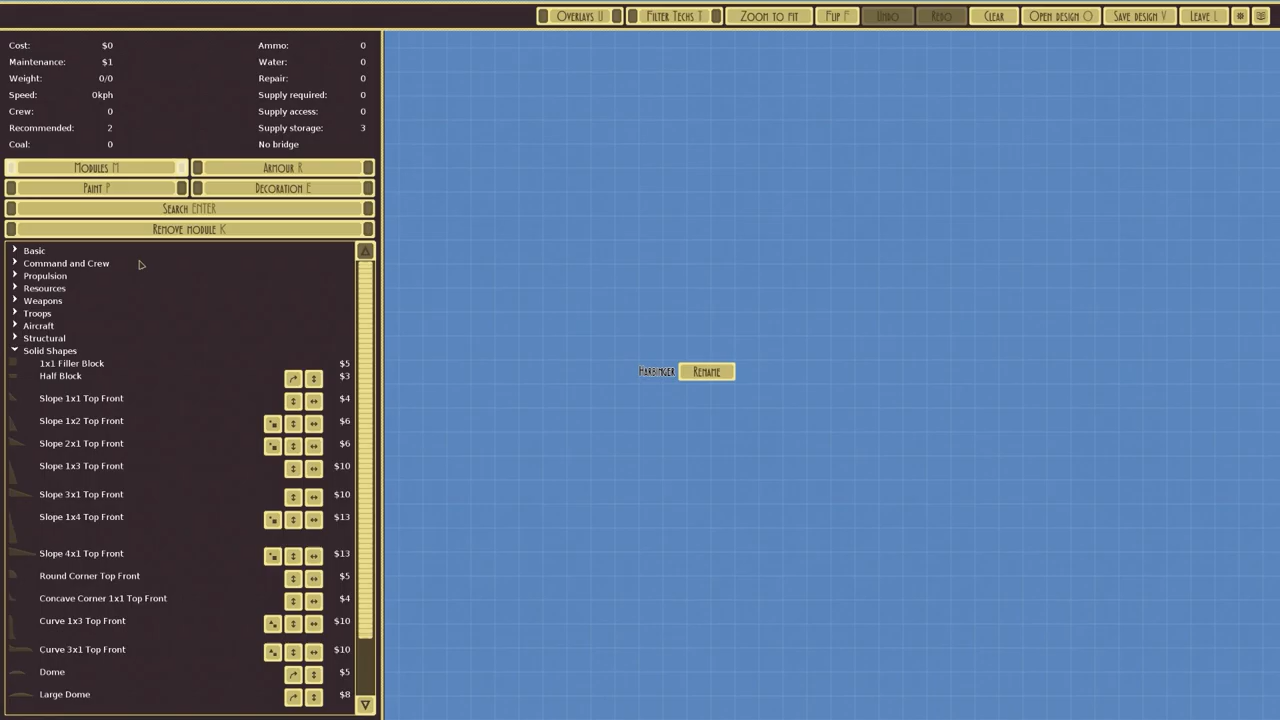 OVERLAYS U FILTER TECHS T ZOOM TO FIT FLIP F UNDO REDO CLEAR OPEN DESIGN O SAVE DESIGN V LEAVE L
Cost: $0 Ammo: 0
Maintenance: $1 Water: 0
Weight: 0/0 Repair: 0
Speed: 0kph Supply required: 0
Crew: 0 Supply access: 0
Recommended: 2 Supply storage: 3
Coal: 0 No bridge
MODULES M ARMOUR R
PAINT P DECORATION E
SEARCH ENTER
REMOVE MODULE K
Basic
Command and Crew
Propulsion
Resources
Weapons
Troops
Aircraft
Structural
Solid Shapes
1x1 Filler Block $5
Half Block $3
Slope 1x1 Top Front $4
Slope 1x2 Top Front $6
Slope 2x1 Top Front $6
Slope 1x3 Top Front $10
Slope 3x1 Top Front $10
Slope 1x4 Top Front $13
Slope 4x1 Top Front $13
Round Corner Top Front $5
Concave Corner 1x1 Top Front $4
Curve 1x3 Top Front $10
Curve 3x1 Top Front $10
Dome $5
Large Dome $8
HARBINGER RENAME